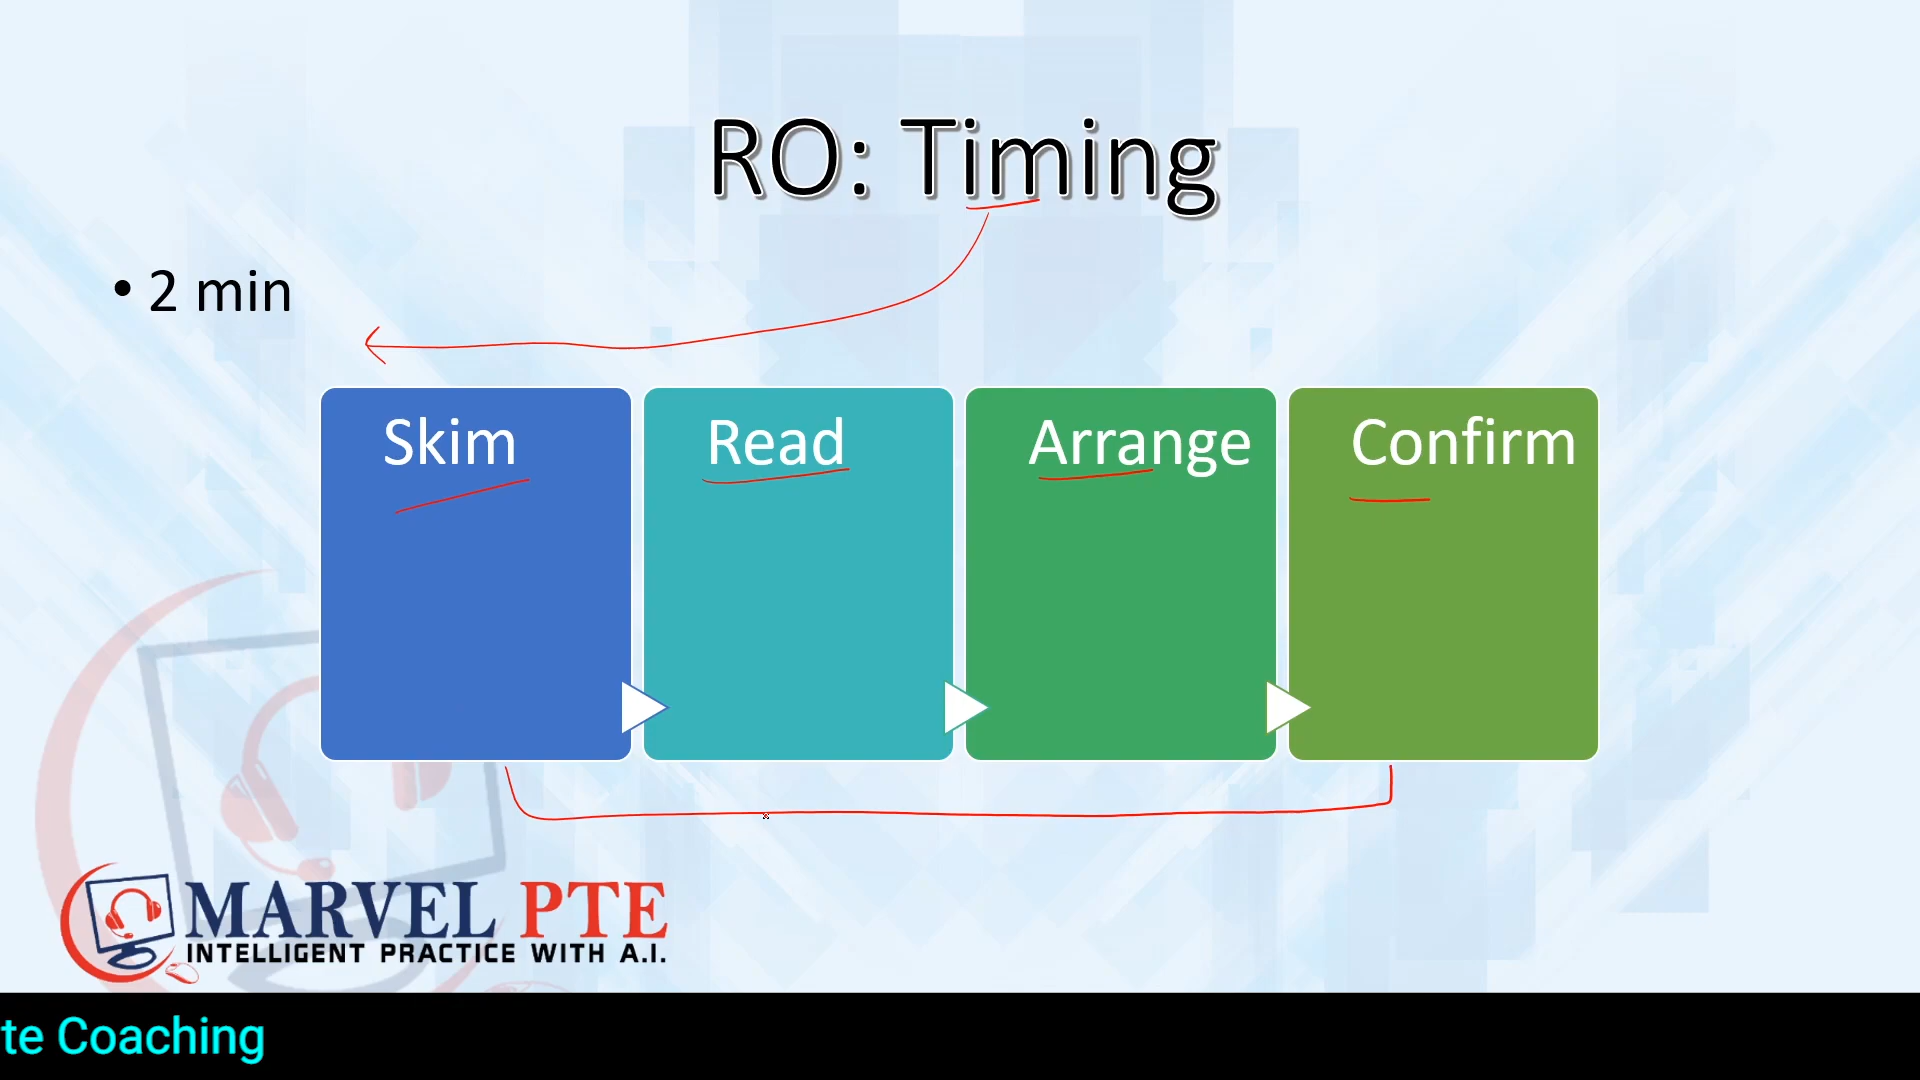 RO: Timing
• 2 min
Skim
Read
Arrange
Confirm
MARVEL PTE
INTELLIGENT PRACTICE WITH A.I.
te Coaching